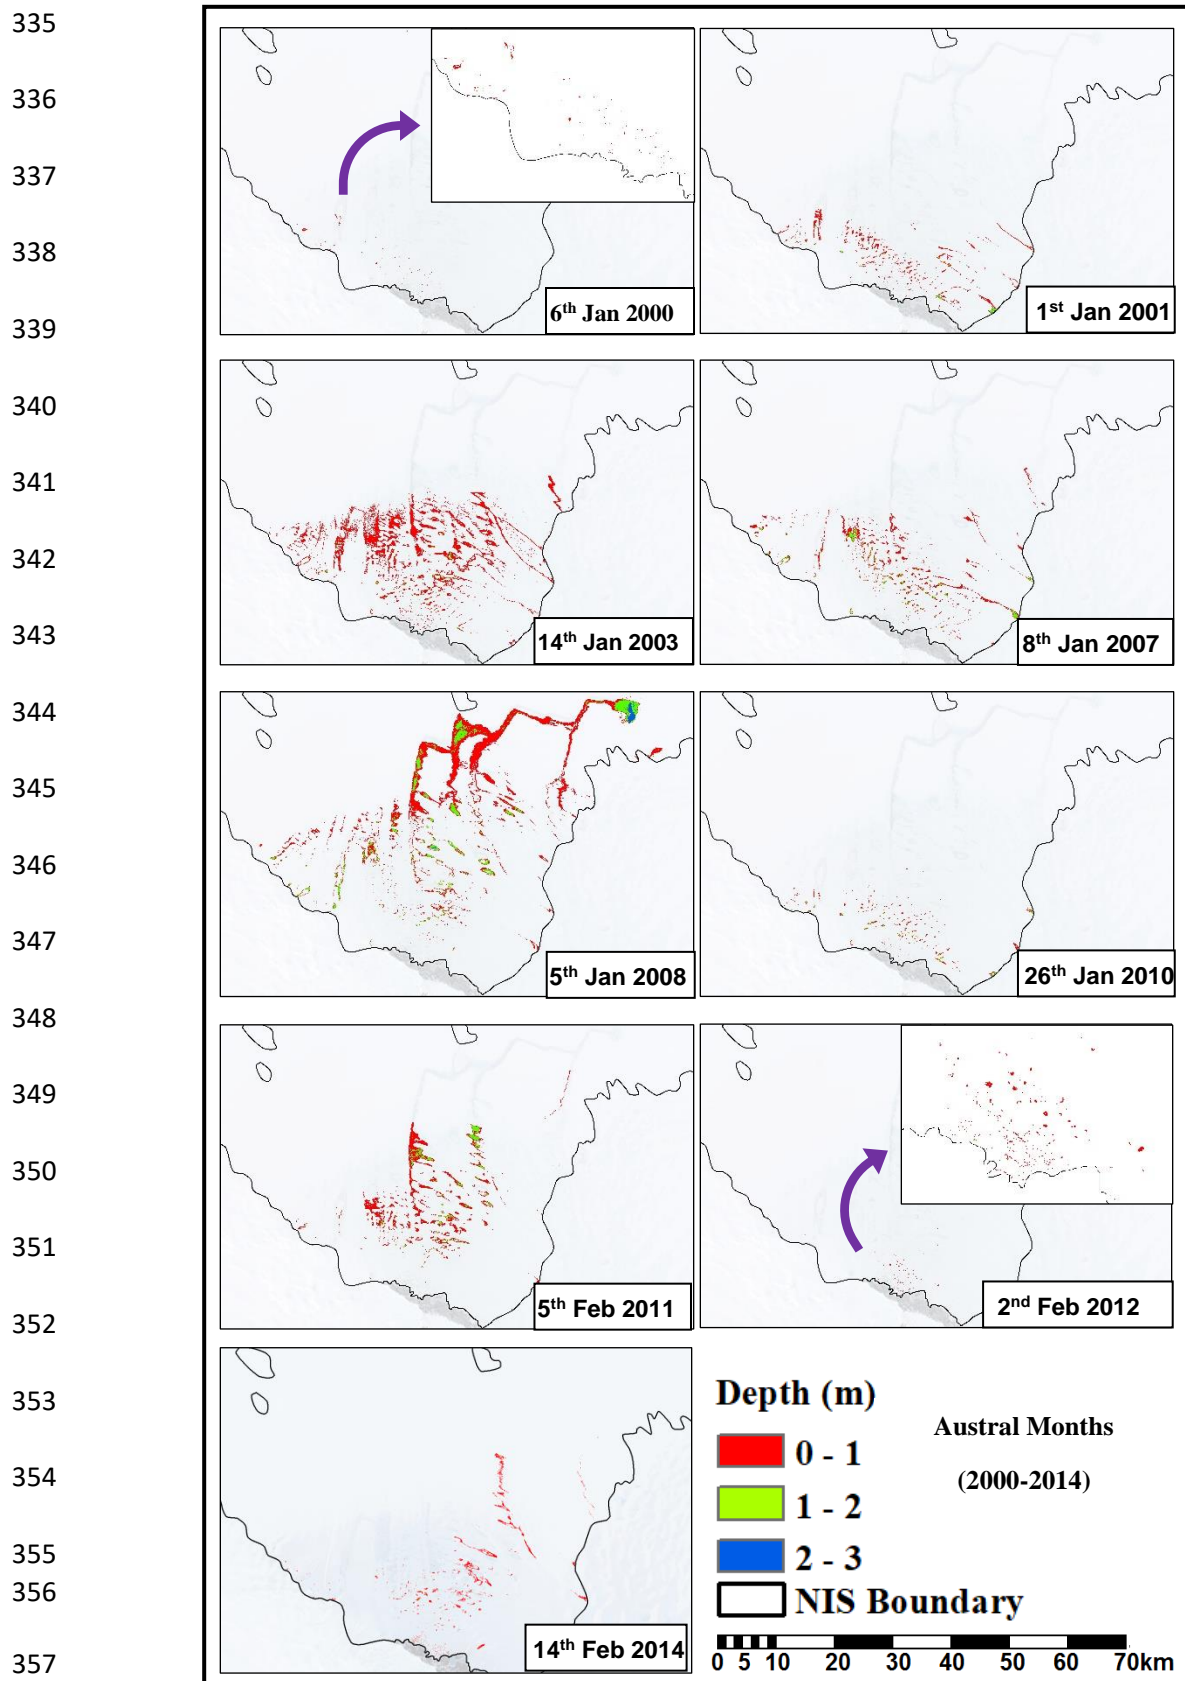 335
336
337
338
339
6th Jan 2000
1st Jan 2001
340
341
342
343
14th Jan 2003
8th Jan 2007
344
345
346
347
5th Jan 2008
26th Jan 2010
348
349
350
351
352
5th Feb 2011
2nd Feb 2012
353
354
355
356
357
14th Feb 2014
Depth (m)
0 - 1
1 - 2
2 - 3
NIS Boundary
Austral Months
(2000-2014)
0 5 10 20 30 40 50 60 70km